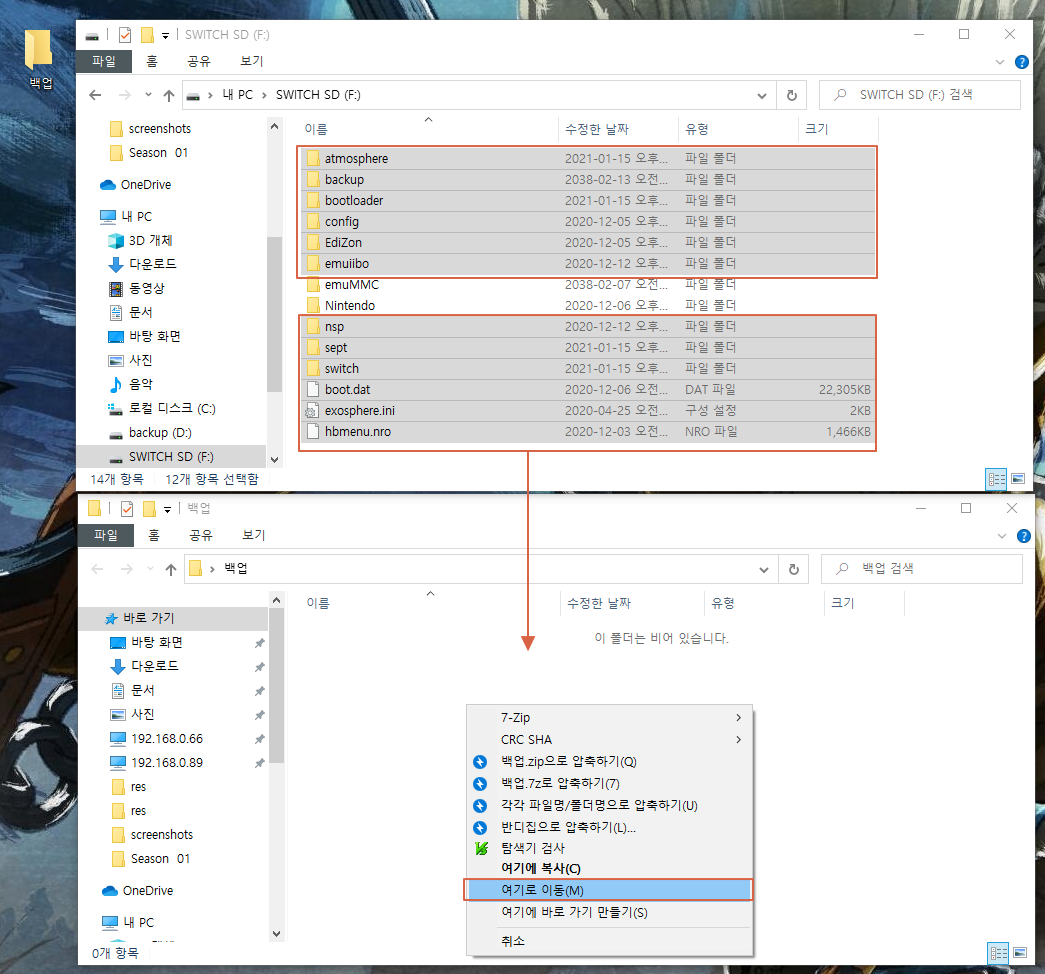 백업
SWITCH SD (F:)
파일 홈 공유 보기
내 PC > SWITCH SD (F:) SWITCH SD (F:) 검색
screenshots
Season 01
OneDrive
내 PC
3D 개체
다운로드
동영상
문서
바탕 화면
사진
음악
로컬 디스크 (C:)
backup (D:)
SWITCH SD (F:)
이름 수정한 날짜 유형 크기
atmosphere 2021-01-15 오후... 파일 폴더
backup 2038-02-13 오전... 파일 폴더
bootloader 2021-01-15 오후... 파일 폴더
config 2020-12-05 오후... 파일 폴더
EdiZon 2020-12-05 오후... 파일 폴더
emuiibo 2020-12-12 오후... 파일 폴더
emuMMC 2038-02-07 오전... 파일 폴더
Nintendo 2020-12-06 오후... 파일 폴더
nsp 2020-12-12 오후... 파일 폴더
sept 2021-01-15 오후... 파일 폴더
switch 2021-01-15 오후... 파일 폴더
boot.dat 2020-12-06 오전... DAT 파일 22,305KB
exosphere.ini 2020-04-25 오전... 구성 설정 2KB
hbmenu.nro 2020-12-03 오전... NRO 파일 1,466KB
14개 항목 12개 항목 선택함
백업
파일 홈 공유 보기
> 백업 백업 검색
바로 가기
바탕 화면
다운로드
문서
사진
192.168.0.66
192.168.0.89
res
res
screenshots
Season 01
OneDrive
내 PC
이름 수정한 날짜 유형 크기
이 폴더는 비어 있습니다.
7-Zip >
CRC SHA >
백업.zip으로 압축하기(Q)
백업.7z로 압축하기(7)
각각 파일명/폴더명으로 압축하기(U)
반디집으로 압축하기(L)...
탐색기 검사
여기에 복사(C)
여기로 이동(M)
여기에 바로 가기 만들기(S)
취소
0개 항목